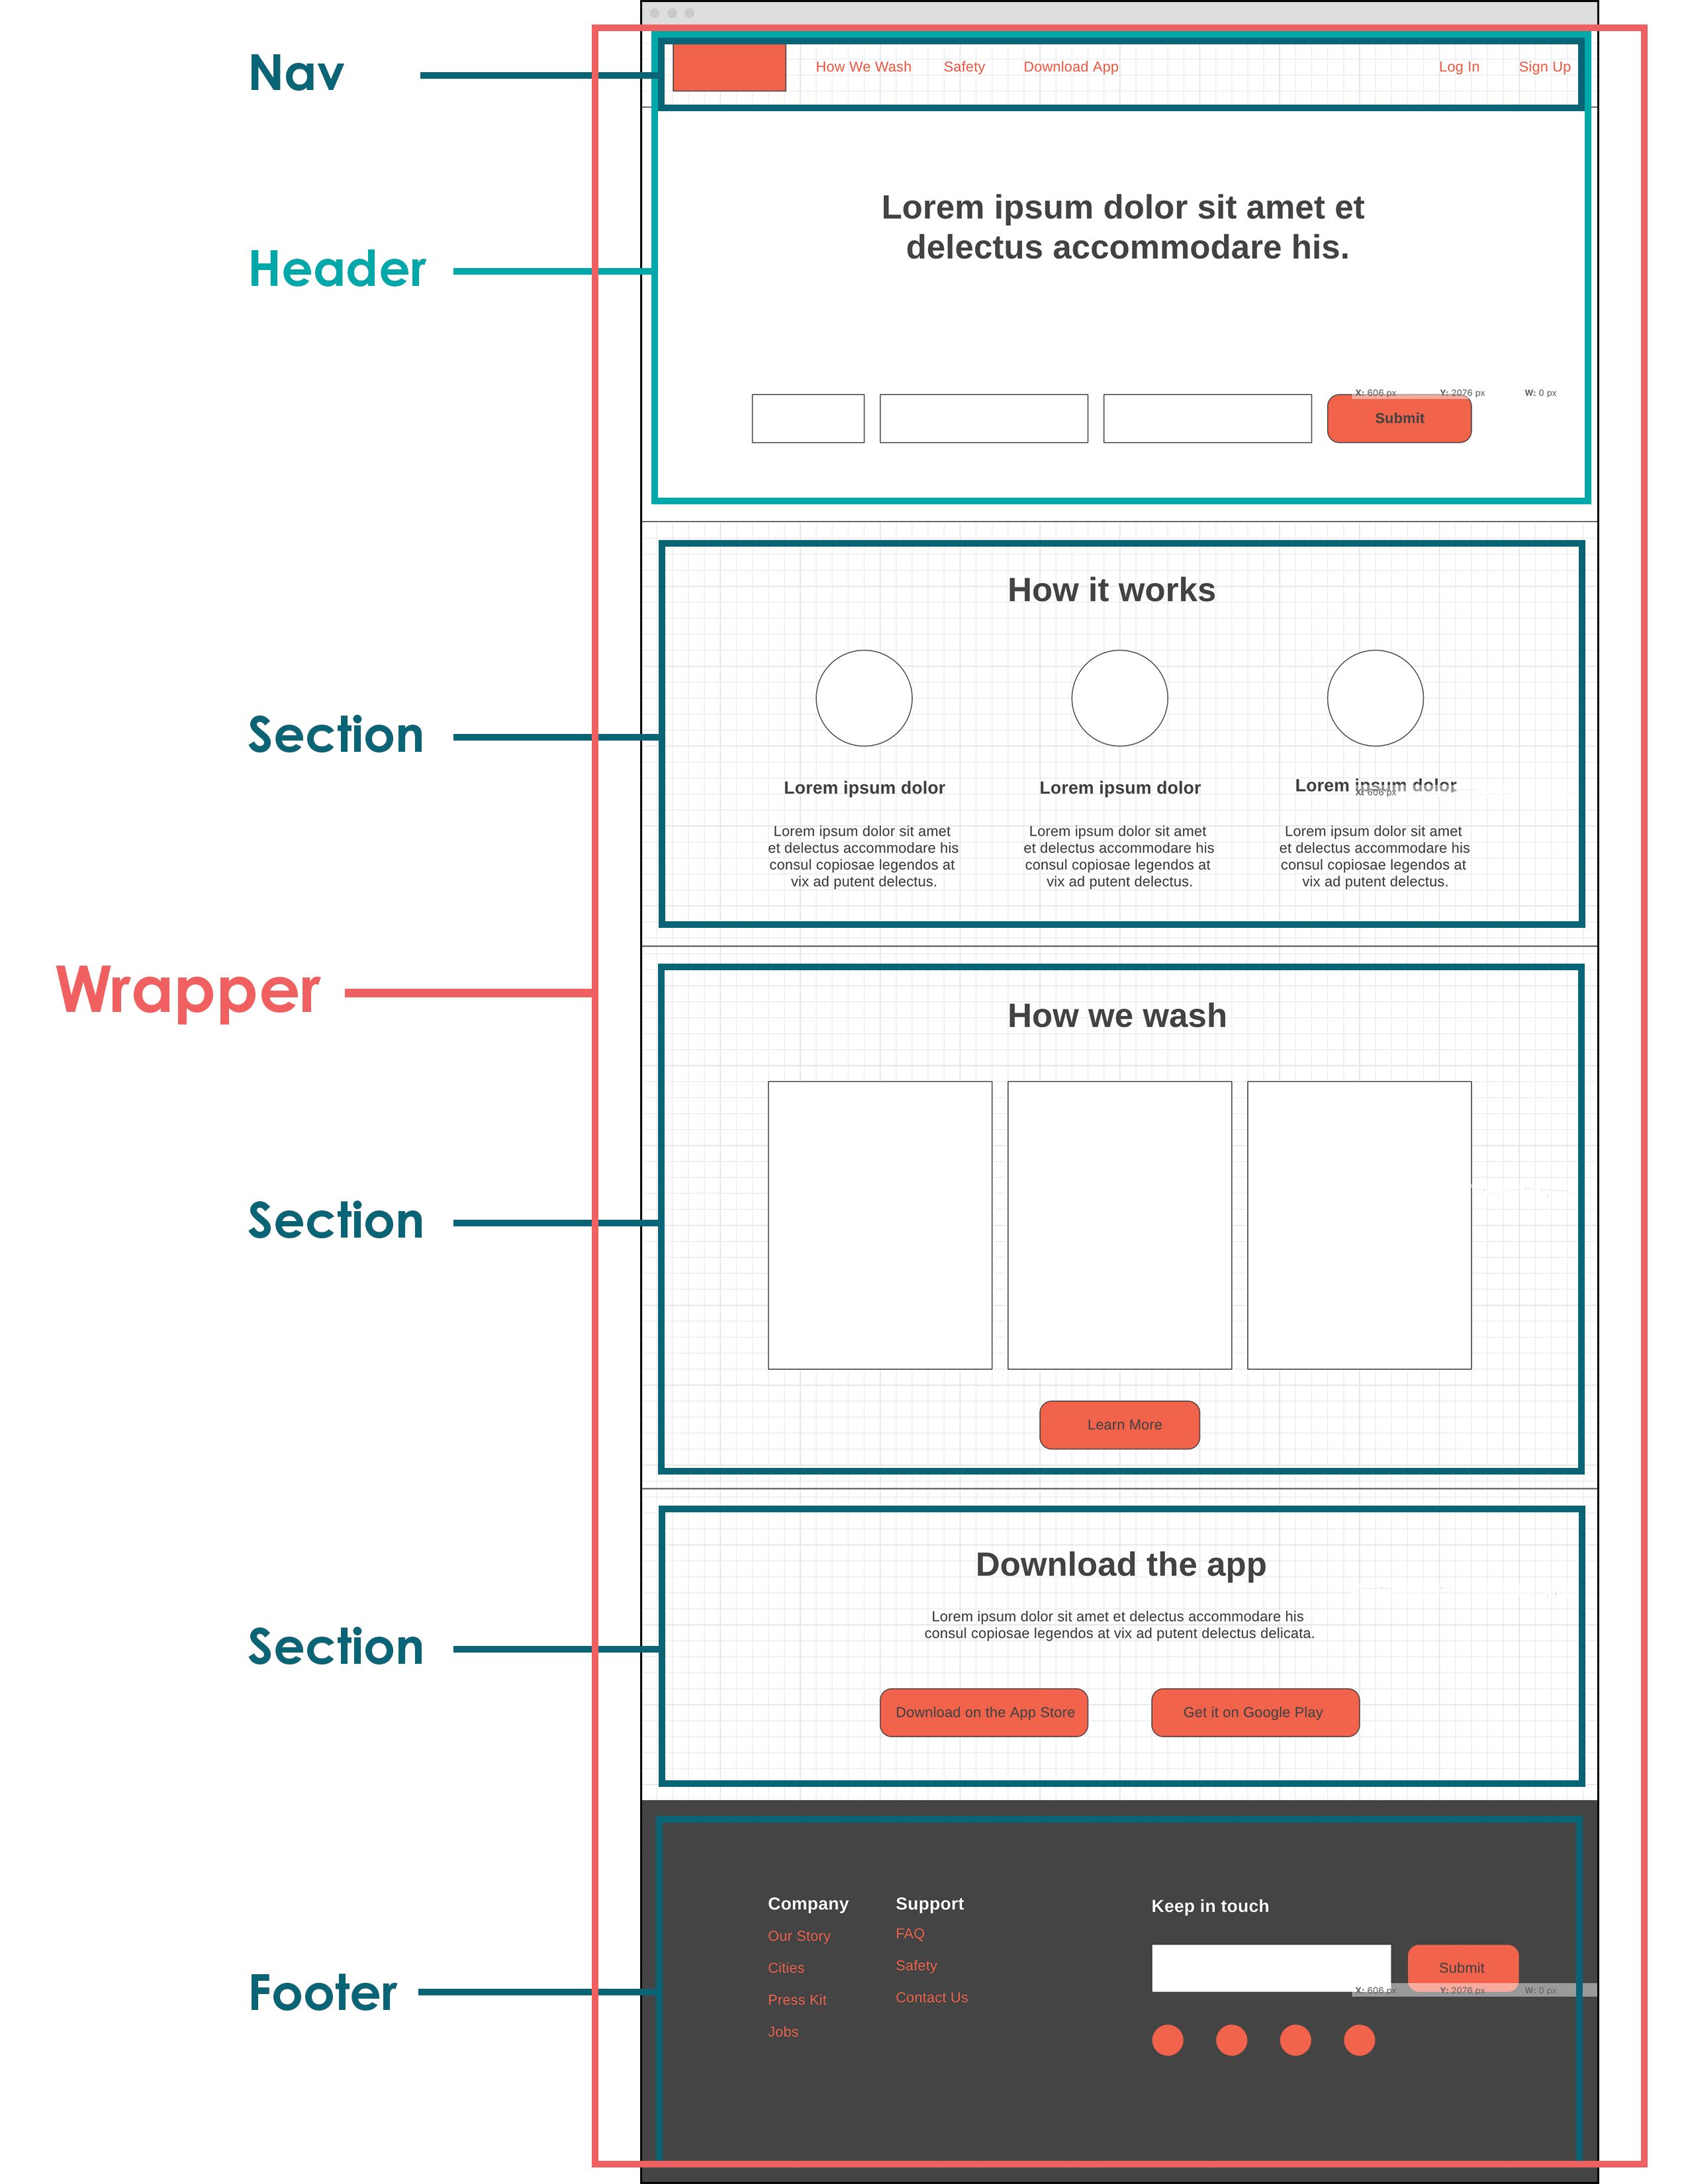 Nav
How We Wash Safety Download App Log In Sign Up
Header
Lorem ipsum dolor sit amet et
delectus accommodare his.
X: 606 px Y: 2076 px W: 0 px
Submit
Section
How it works
Lorem ipsum dolor Lorem ipsum dolor Lorem ipsum dolor
X: 606 px
Lorem ipsum dolor sit amet
et delectus accommodare his
consul copiosae legendos at
vix ad putent delectus.
Lorem ipsum dolor sit amet
et delectus accommodare his
consul copiosae legendos at
vix ad putent delectus.
Lorem ipsum dolor sit amet
et delectus accommodare his
consul copiosae legendos at
vix ad putent delectus.
Wrapper
How we wash
Section
Learn More
Section
Download the app
Lorem ipsum dolor sit amet et delectus accommodare his
consul copiosae legendos at vix ad putent delectus delicata.
Download on the App Store Get it on Google Play
Footer
Company
Our Story
Cities
Press Kit
Jobs
Support
FAQ
Safety
Contact Us
Keep in touch
Submit
X: 606 px Y: 2076 px W: 0 px